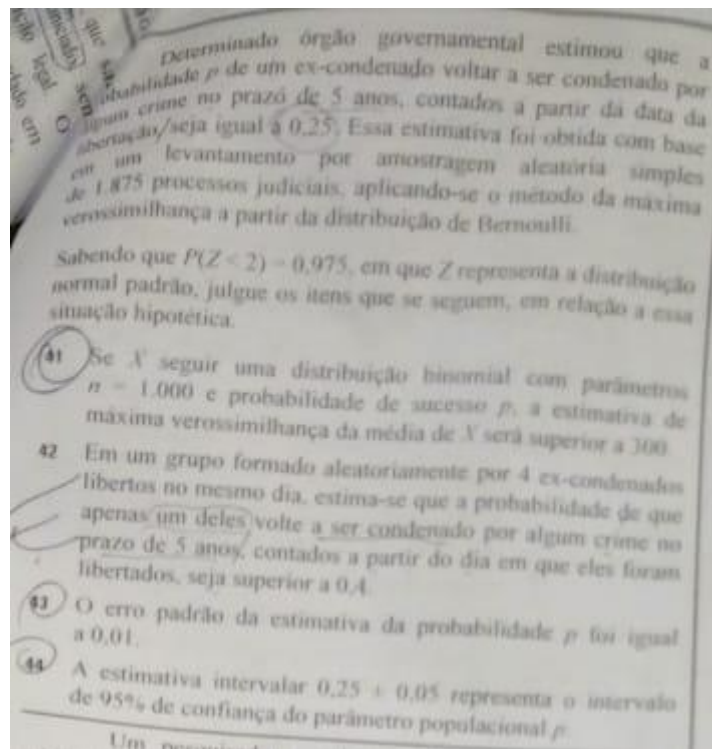 Determinado órgão governamental estimou que a
probabilidade p de um ex-condenado voltar a ser condenado por
algum crime no prazo de 5 anos, contados a partir da data da
libertação, seja igual a 0,25. Essa estimativa foi obtida com base
em um levantamento por amostragem aleatória simples
de 1.875 processos judiciais, aplicando-se o método da máxima
verossimilhança a partir da distribuição de Bernoulli.
Sabendo que P(Z < 2) = 0,975, em que Z representa a distribuição
normal padrão, julgue os itens que se seguem, em relação a essa
situação hipotética.
41 Se X seguir uma distribuição binomial com parâmetros
n = 1.000 e probabilidade de sucesso p, a estimativa de
máxima verossimilhança da média de X será superior a 300.
42 Em um grupo formado aleatoriamente por 4 ex-condenados
libertos no mesmo dia, estima-se que a probabilidade de que
apenas um deles volte a ser condenado por algum crime no
prazo de 5 anos, contados a partir do dia em que eles foram
libertados, seja superior a 0,4.
43 O erro padrão da estimativa da probabilidade p foi igual
a 0,01.
44 A estimativa intervalar 0,25 ± 0,05 representa o intervalo
de 95% de confiança do parâmetro populacional p.
Um